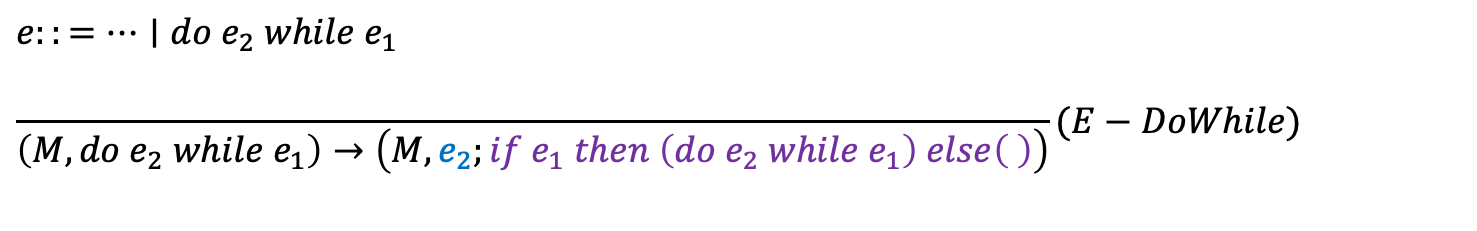 e::= ⋯ | do e₂ while e₁
(M, do e₂ while e₁) → (M, e₂; if e₁ then (do e₂ while e₁) else( )) (E − DoWhile)